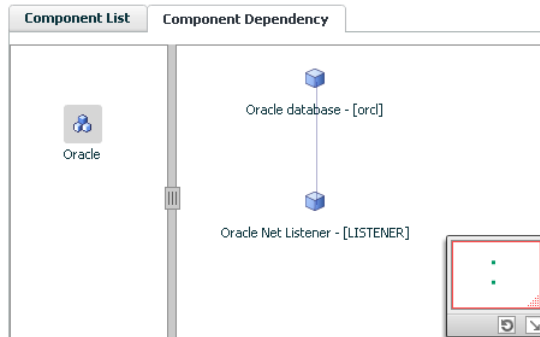 Component List
Component Dependency
Oracle database - [orcl]
Oracle
Oracle Net Listener - [LISTENER]